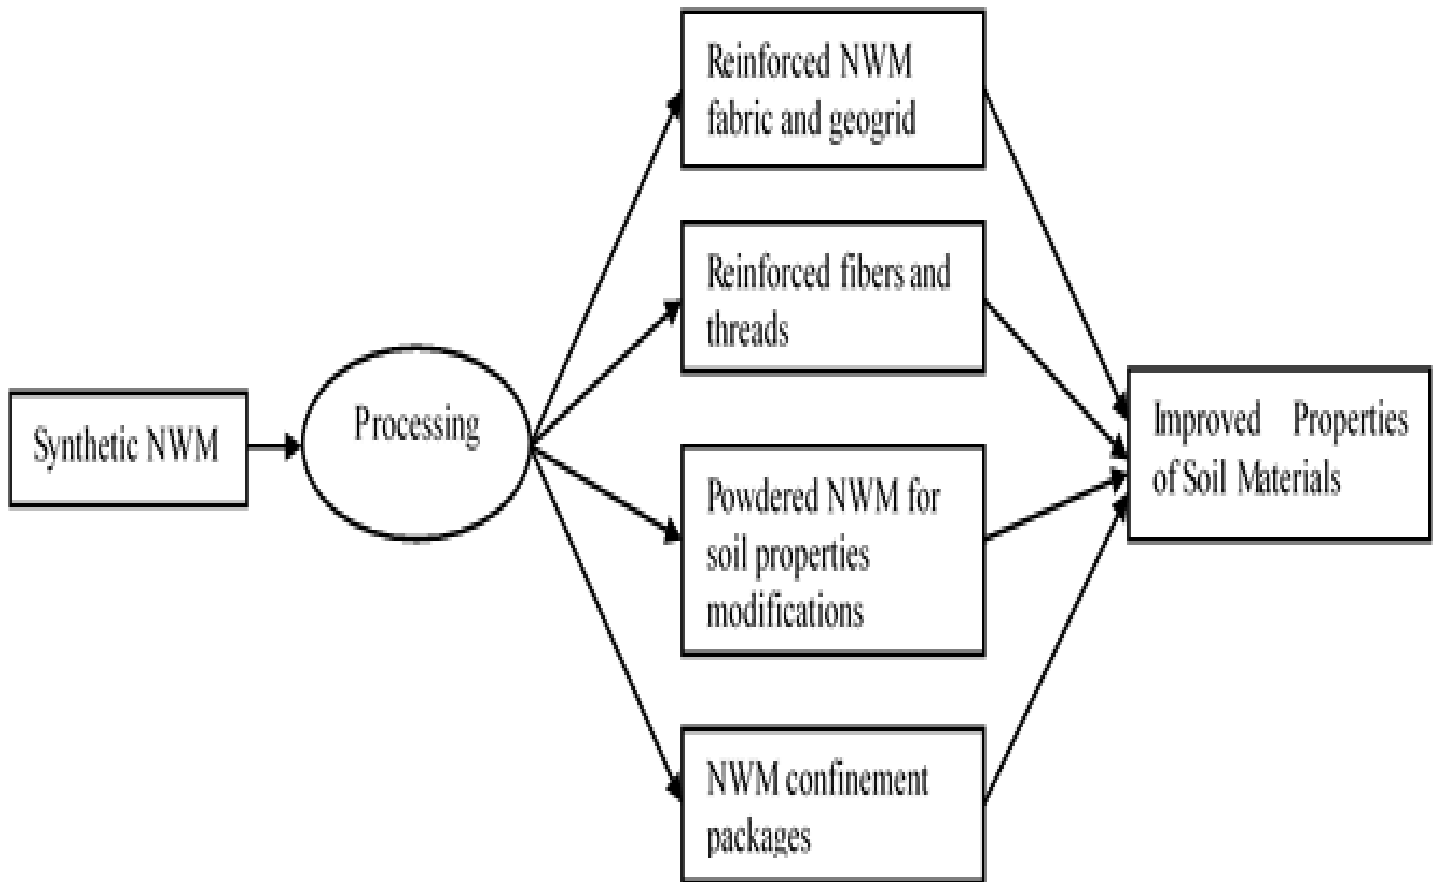 Synthetic NWM
Processing
Reinforced NWM
fabric and geogrid
Reinforced fibers and
threads
Powdered NWM for
soil properties
modifications
NWM confinement
packages
Improved Properties
of Soil Materials